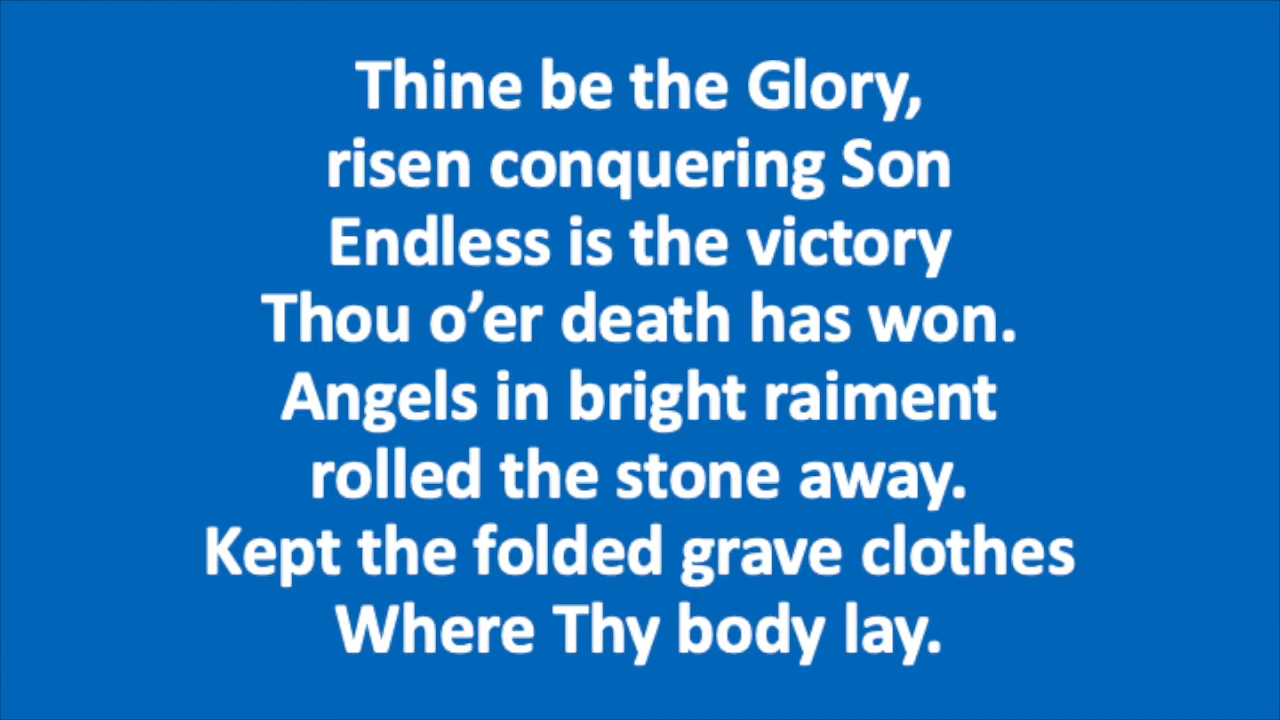 Thine be the Glory,
risen conquering Son
Endless is the victory
Thou o’er death has won.
Angels in bright raiment
rolled the stone away.
Kept the folded grave clothes
Where Thy body lay.